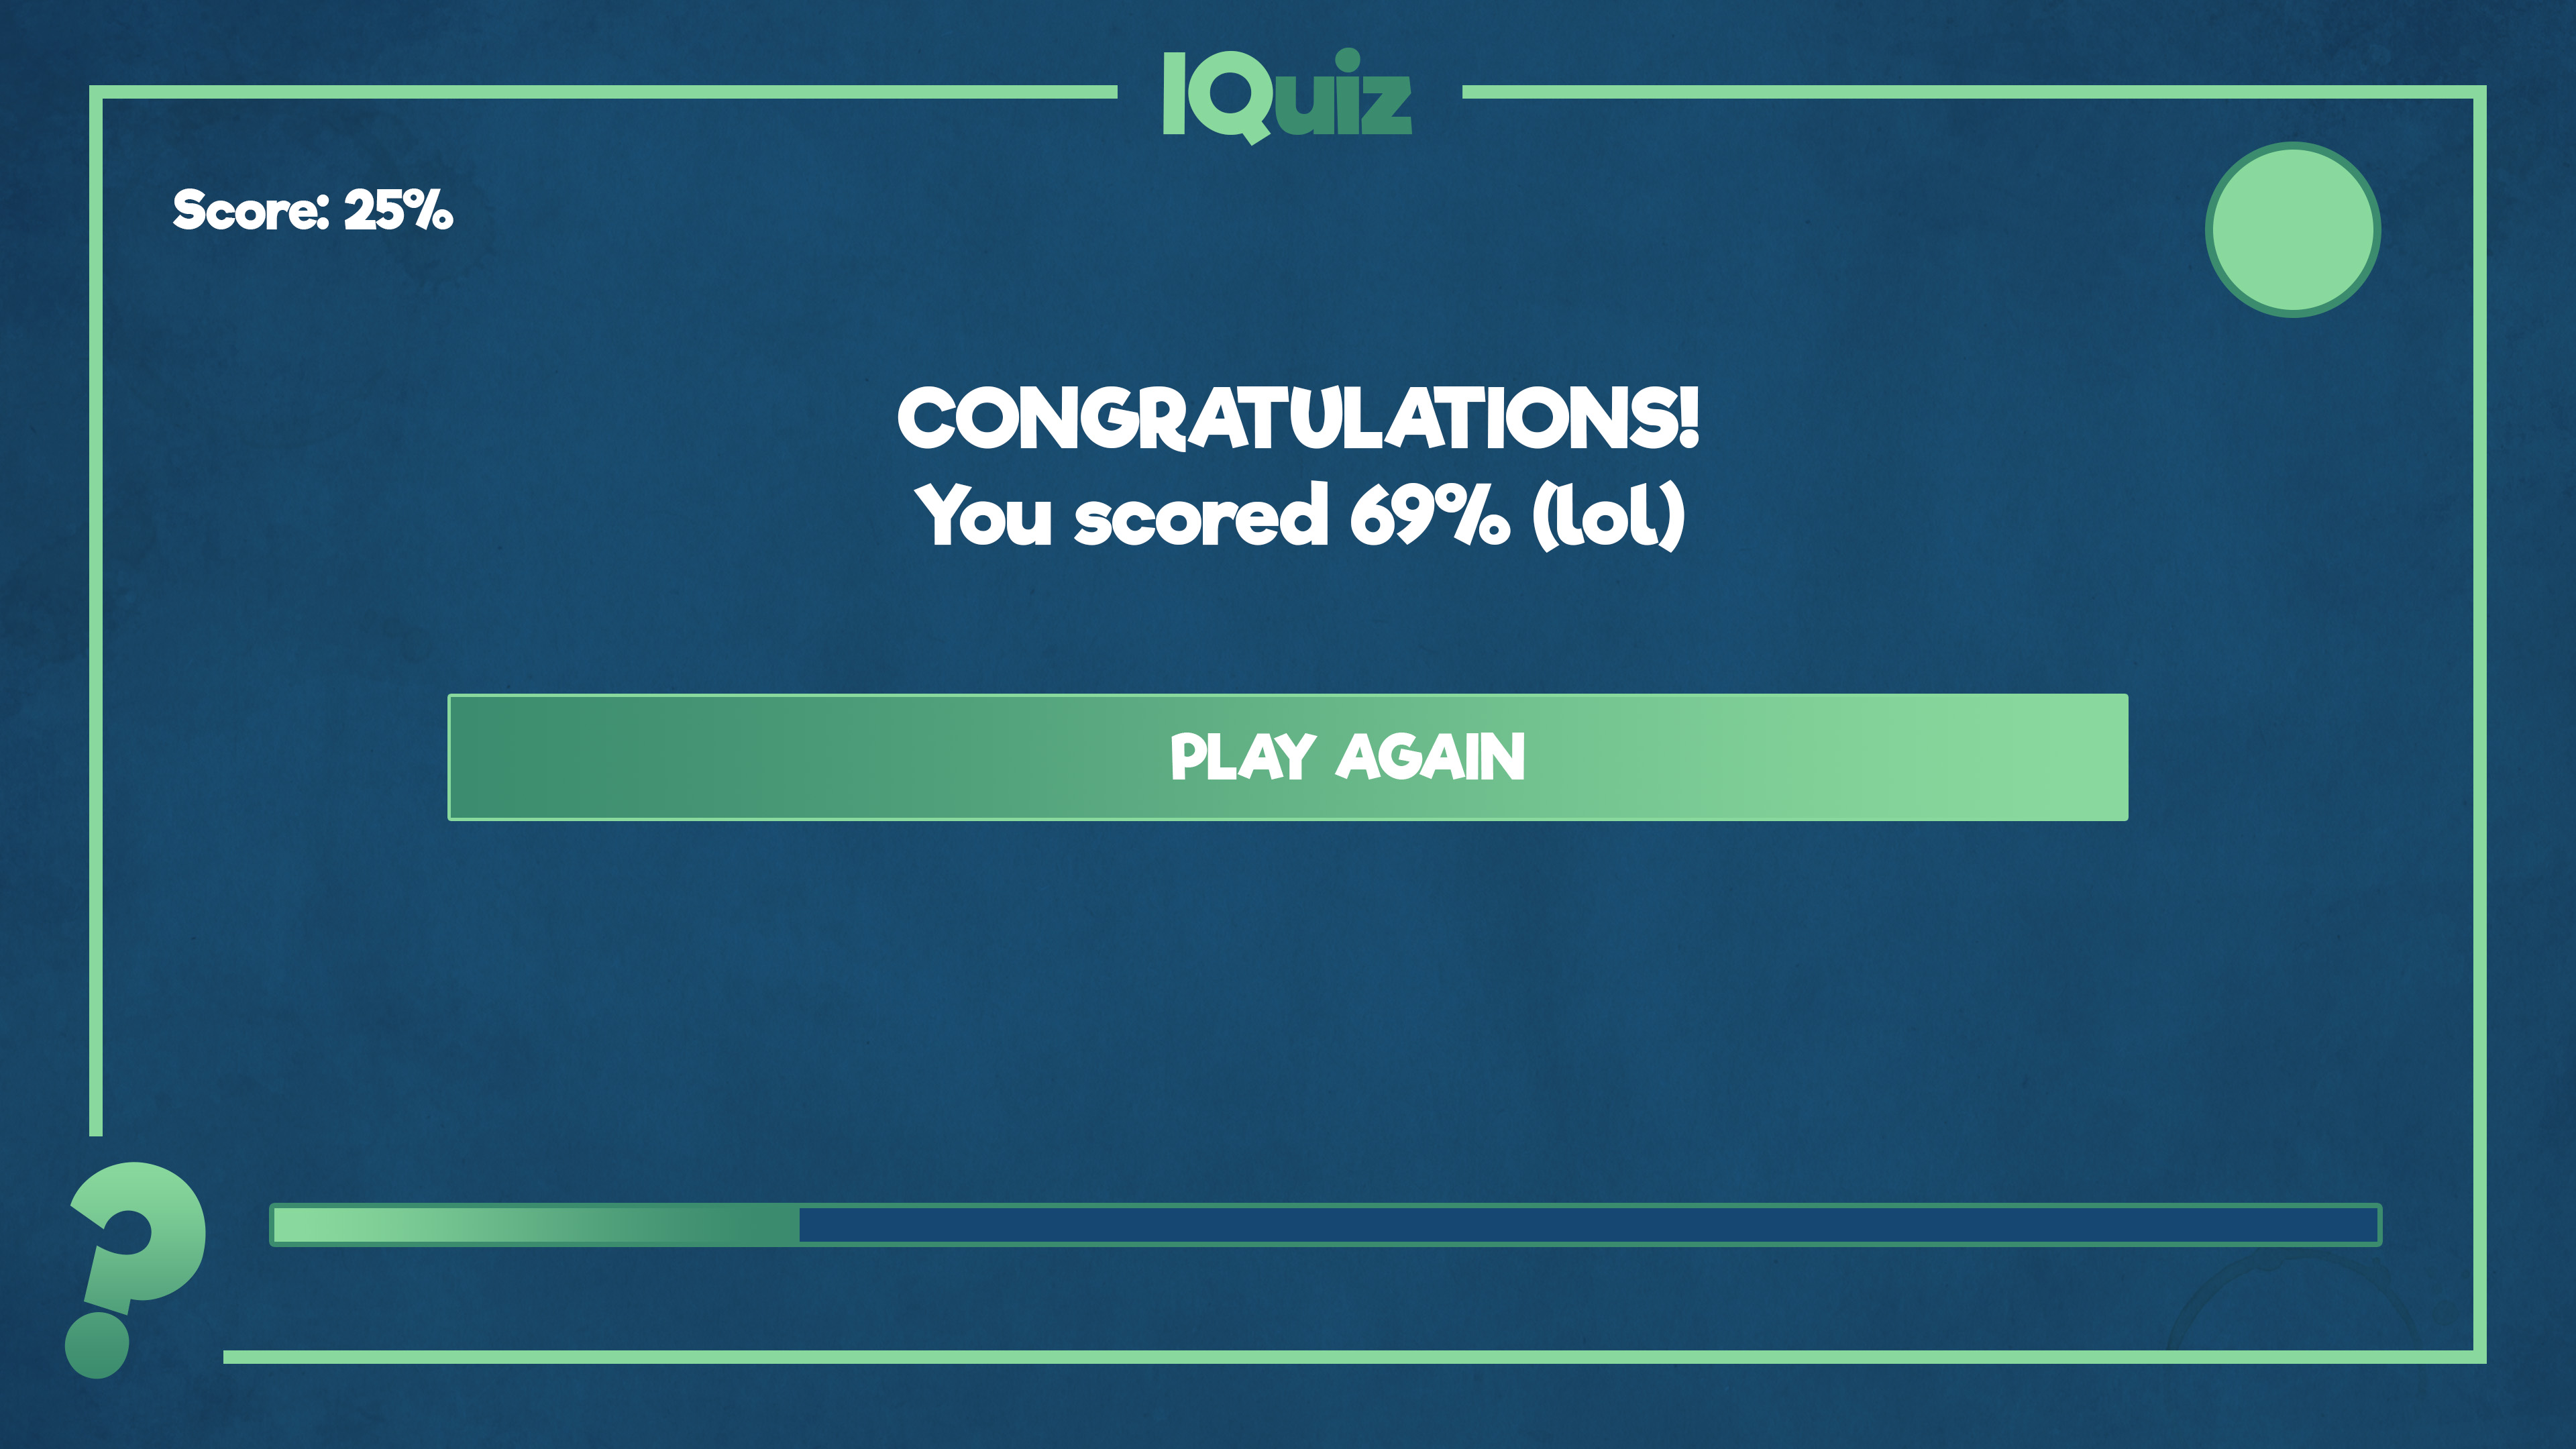 IQuiz
Score: 25%
CONGRATULATIONS!
You scored 69% (lol)
PLAY AGAIN
?